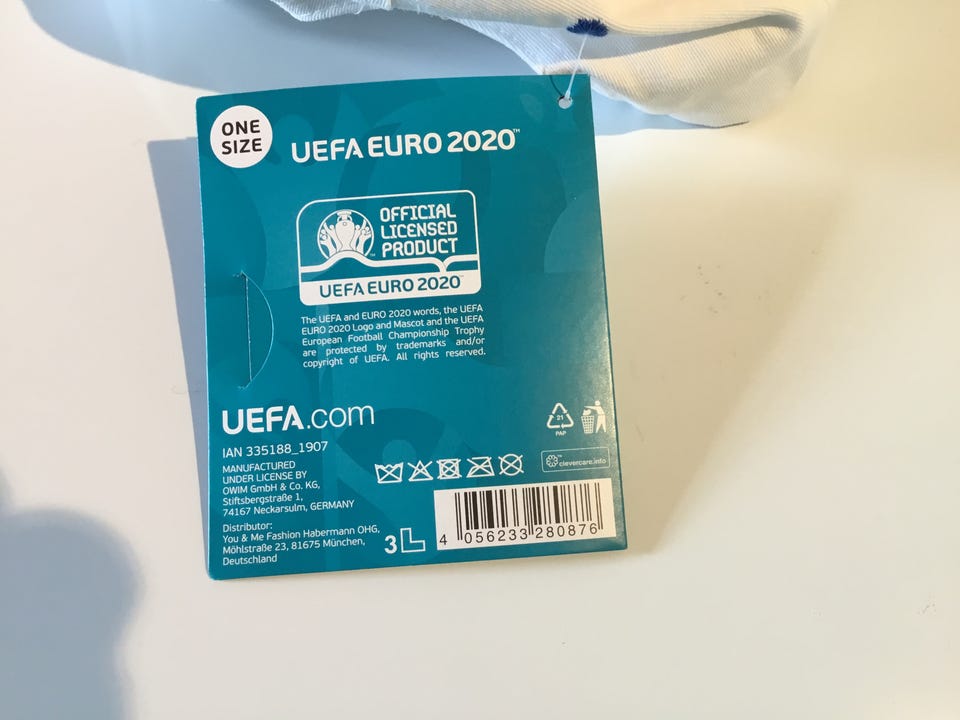 ONE
SIZE
UEFA EURO 2020™
OFFICIAL
LICENSED
PRODUCT
UEFA EURO 2020™
The UEFA and EURO 2020 words, the UEFA
EURO 2020 Logo and Mascot and the UEFA
European Football Championship Trophy
are protected by trademarks and/or
copyright of UEFA. All rights reserved.
UEFA.com
21
PAP
IAN 335188_1907
MANUFACTURED
UNDER LICENSE BY
OWIM GmbH & Co. KG,
Stiftsbergstraße 1,
74167 Neckarsulm, GERMANY
clevercare.info
Distributor:
You & Me Fashion Habermann OHG,
Möhlstraße 23, 81675 München,
Deutschland
3L
4 056233 280876